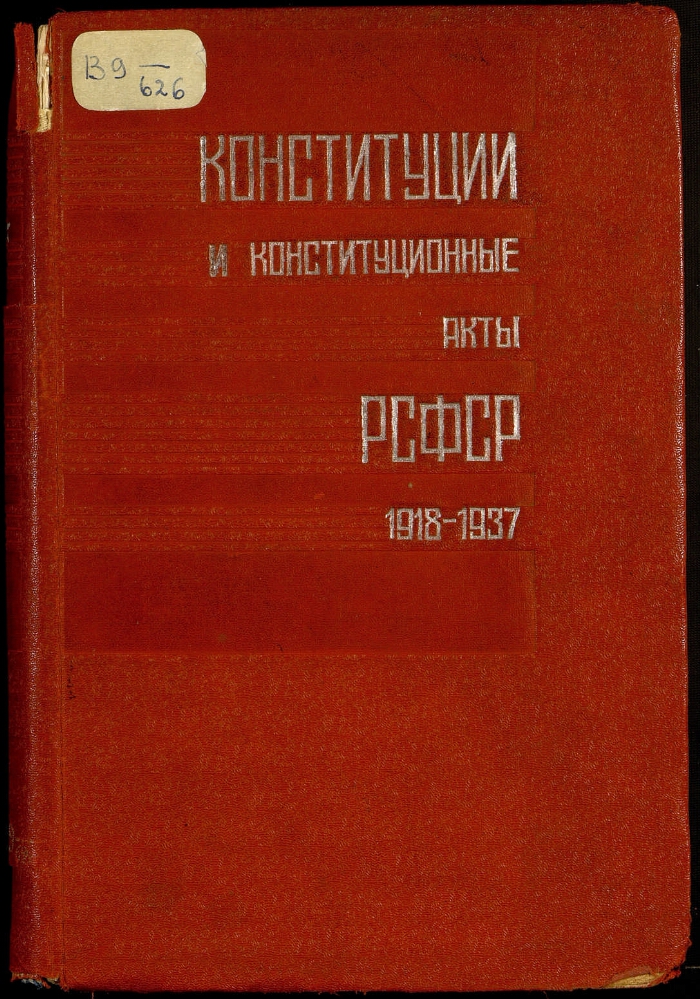 В9 —
626
КОНСТИТУЦИИ
И КОНСТИТУЦИОННЫЕ
АКТЫ
РСФСР
1918-1937